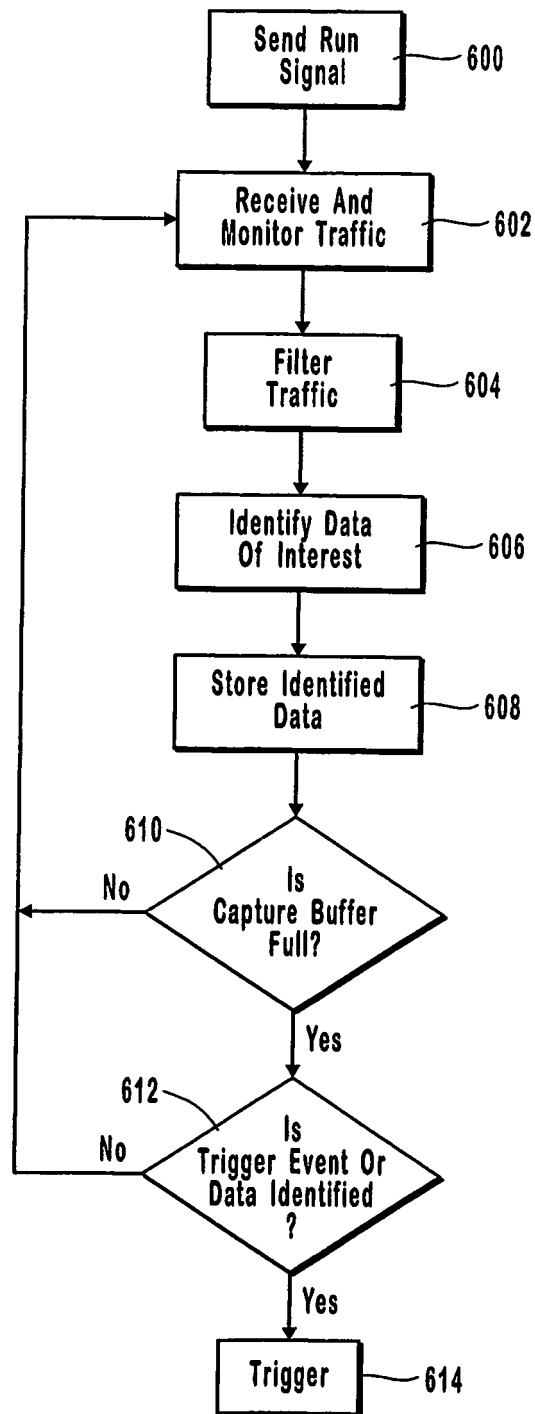 Send Run
Signal
600
Receive And
Monitor Traffic
602
Filter
Traffic
604
Identify Data
Of Interest
606
Store Identified
Data
608
610
Is
Capture Buffer
Full?
No
Yes
612
Is
Trigger Event Or
Data Identified
?
No
Yes
Trigger
614